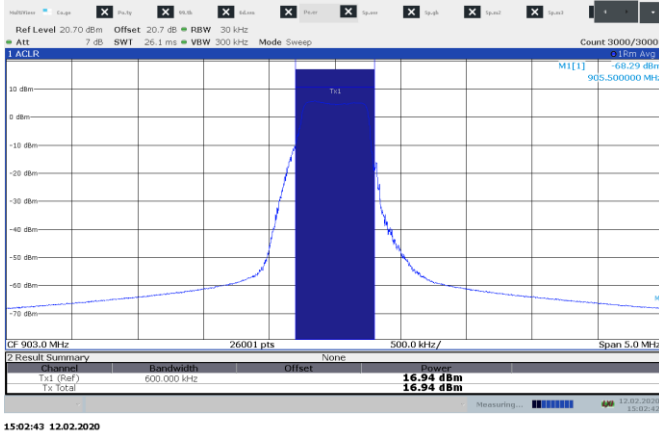 MultiView
Ref Level 20.70 dBm Offset 20.7 dB RBW 30 kHz
Att 7 dB SWT 26.1 ms VBW 300 kHz Mode Sweep Count 3000/3000
1 ACLR 1Rm Avg
M1[1] -68.29 dBm
905.500000 MHz
Tx1
10 dBm
0 dBm
-10 dBm
-20 dBm
-30 dBm
-40 dBm
-50 dBm
-60 dBm
-70 dBm
CF 903.0 MHz 26001 pts 500.0 kHz/ Span 5.0 MHz
2 Result Summary None
Channel Bandwidth Offset Power
Tx1 (Ref) 600.000 kHz 16.94 dBm
Tx Total 16.94 dBm
Measuring... 12.02.2020
15:02:42
15:02:43 12.02.2020